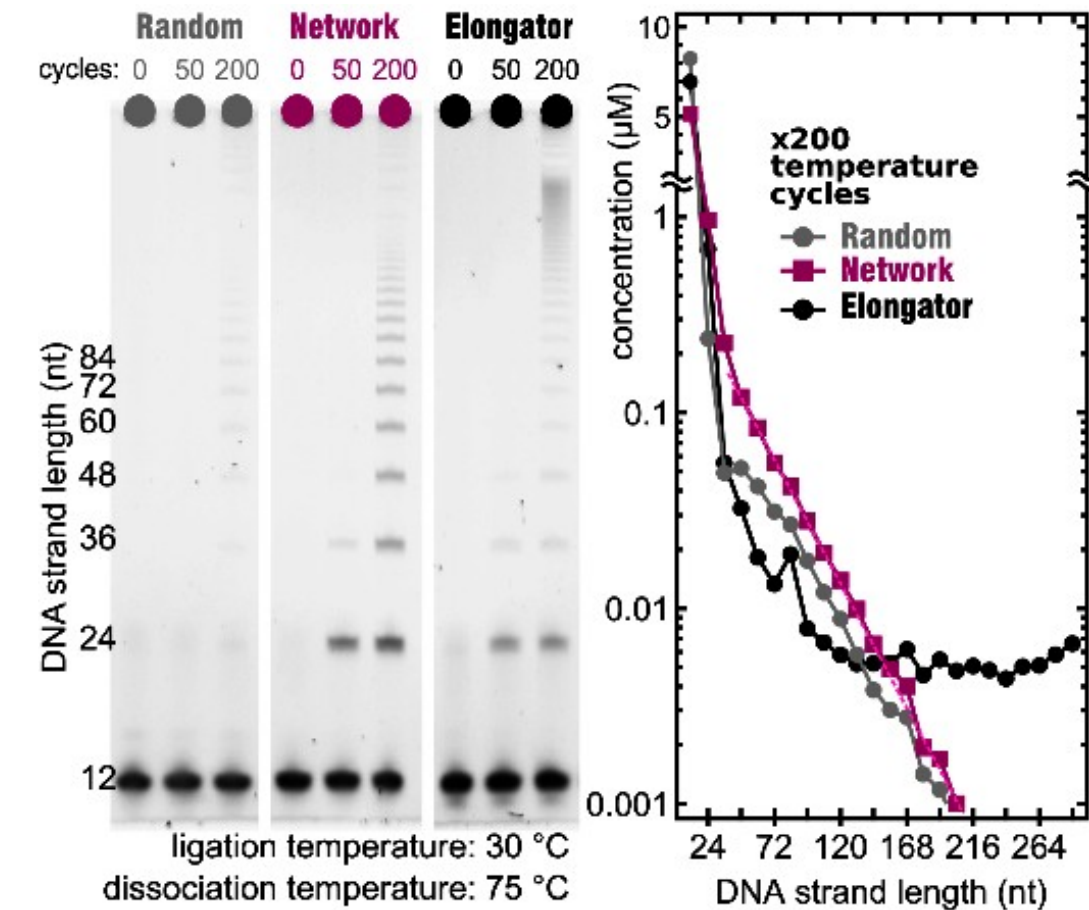 Random Network Elongator
cycles: 0 50 200 0 50 200 0 50 200
DNA strand length (nt)
84
72
60
48
36
24
12
ligation temperature: 30 °C
dissociation temperature: 75 °C
concentration (µM)
10
5
1
0.1
0.01
0.001
x200
temperature
cycles
Random
Network
Elongator
24 72 120 168 216 264
DNA strand length (nt)